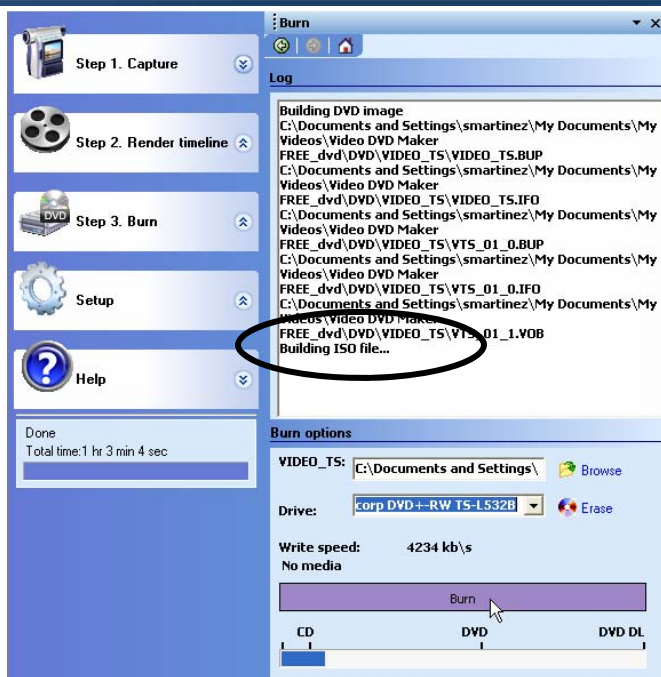 Burn
Step 1. Capture
Step 2. Render timeline
DVD
Step 3. Burn
Setup
Help
Done
Total time:1 hr 3 min 4 sec
Log
Building DVD image
C:\Documents and Settings\smartinez\My Documents\My
Videos\Video DVD Maker
FREE_dvd\DVD\VIDEO_TS\VIDEO_TS.BUP
C:\Documents and Settings\smartinez\My Documents\My
Videos\Video DVD Maker
FREE_dvd\DVD\VIDEO_TS\VIDEO_TS.IFO
C:\Documents and Settings\smartinez\My Documents\My
Videos\Video DVD Maker
FREE_dvd\DVD\VIDEO_TS\VTS_01_0.BUP
C:\Documents and Settings\smartinez\My Documents\My
Videos\Video DVD Maker
FREE_dvd\DVD\VIDEO_TS\VTS_01_0.IFO
C:\Documents and Settings\smartinez\My Documents\My
Videos\Video DVD Maker
FREE_dvd\DVD\VIDEO_TS\VTS_01_1.VOB
Building ISO file...
Burn options
VIDEO_TS: C:\Documents and Settings\ Browse
Drive: corp DVD+-RW TS-L532B Erase
Write speed: 4234 kb\s
No media
Burn
CD DVD DVD DL